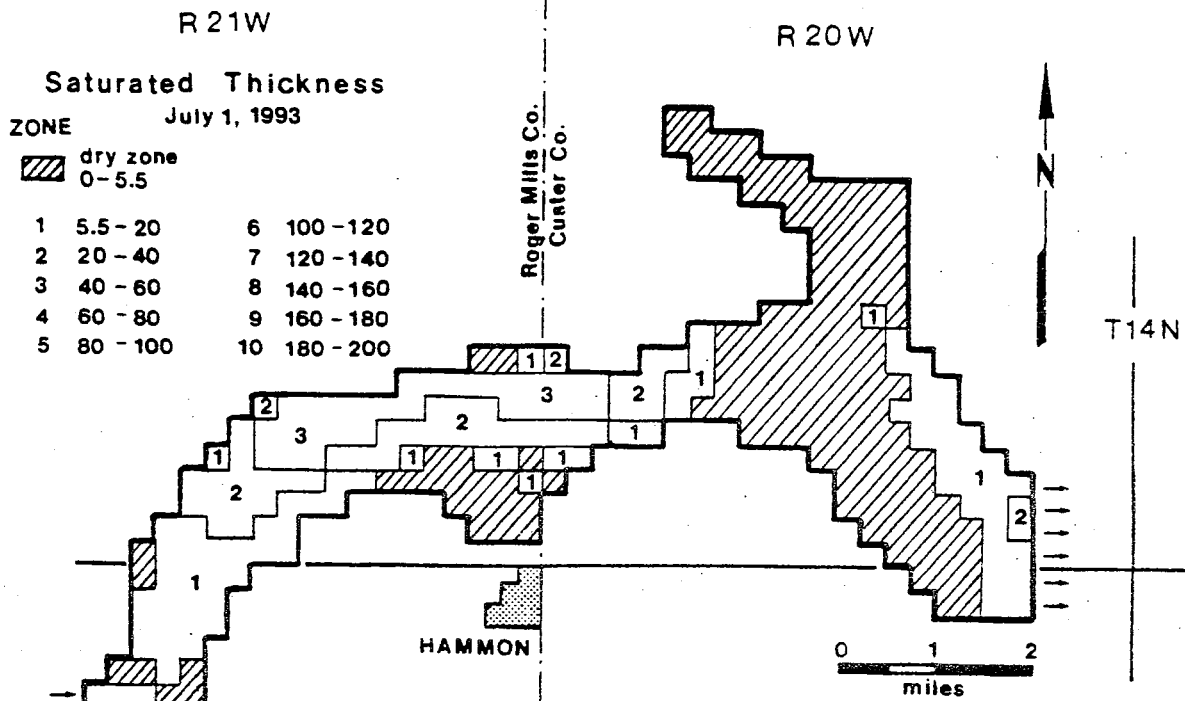 R 21W
R 20W
Saturated Thickness
July 1, 1993
ZONE
dry zone
0-5.5
1 5.5-20 6 100-120
2 20-40 7 120-140
3 40-60 8 140-160
4 60-80 9 160-180
5 80-100 10 180-200
Roger Mills Co.
Custer Co.
N
T14N
1
1 2
2
1
3
2
2
3
1
2
1
1
1
1
1
2
1
1
2
1
HAMMON
0 1 2
miles